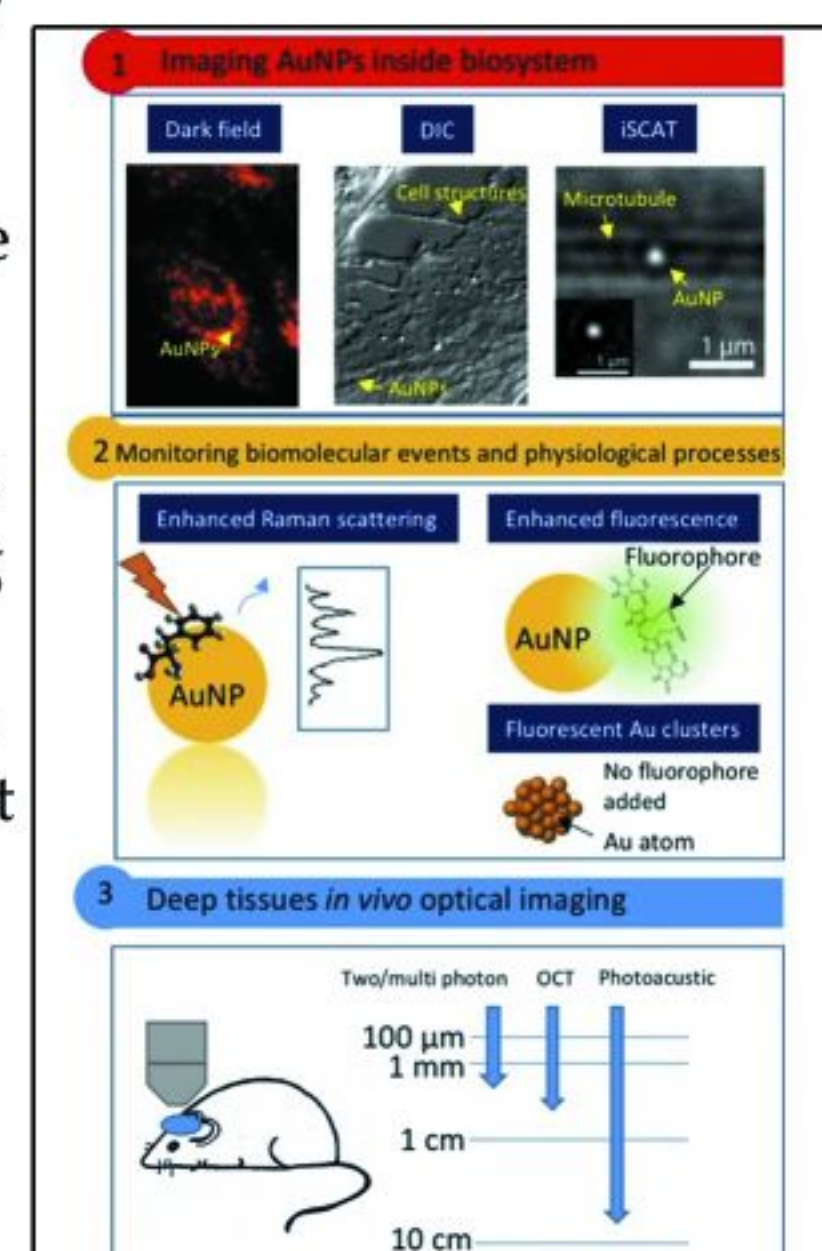 1 Imaging AuNPs inside biosystem
Dark field
DIC
iSCAT
AuNPs
Cell structures
AuNPs
Microtubule
AuNP
1 µm
1 µm
2 Monitoring biomolecular events and physiological processes
Enhanced Raman scattering
AuNP
Enhanced fluorescence
Fluorophore
AuNP
Fluorescent Au clusters
No fluorophore
added
Au atom
3 Deep tissues in vivo optical imaging
Two/multi photon OCT Photoacustic
100 µm
1 mm
1 cm
10 cm